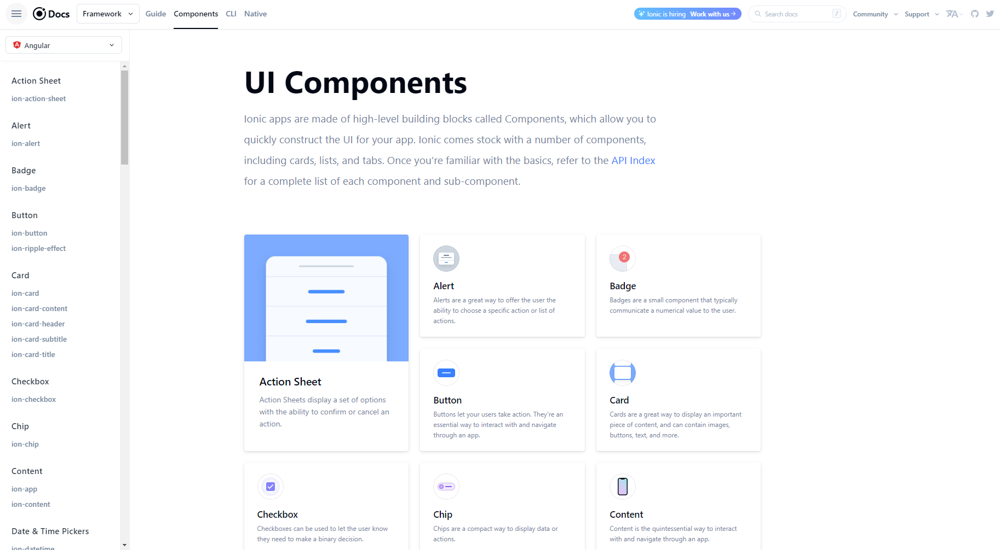 Docs
Framework
Guide
Components
CLI
Native
Ionic is hiring Work with us
Search docs
/
Community
Support
Angular
Action Sheet
ion-action-sheet
Alert
ion-alert
Badge
ion-badge
Button
ion-button
ion-ripple-effect
Card
ion-card
ion-card-content
ion-card-header
ion-card-subtitle
ion-card-title
Checkbox
ion-checkbox
Chip
ion-chip
Content
ion-app
ion-content
Date & Time Pickers
ion-datetime
UI Components
Ionic apps are made of high-level building blocks called Components, which allow you to
quickly construct the UI for your app. Ionic comes stock with a number of components,
including cards, lists, and tabs. Once you’re familiar with the basics, refer to the API Index
for a complete list of each component and sub-component.
Action Sheet
Action Sheets display a set of options
with the ability to confirm or cancel an
action.
Alert
Alerts are a great way to offer the user the
ability to choose a specific action or list of
actions.
2
Badge
Badges are a small component that typically
communicate a numerical value to the user.
Button
Buttons let your users take action. They're an
essential way to interact with and navigate
through an app.
Card
Cards are a great way to display an important
piece of content, and can contain images,
buttons, text, and more.
Checkbox
Checkboxes can be used to let the user know
they need to make a binary decision.
Chip
Chips are a compact way to display data or
actions.
Content
Content is the quintessential way to interact
with and navigate through an app.